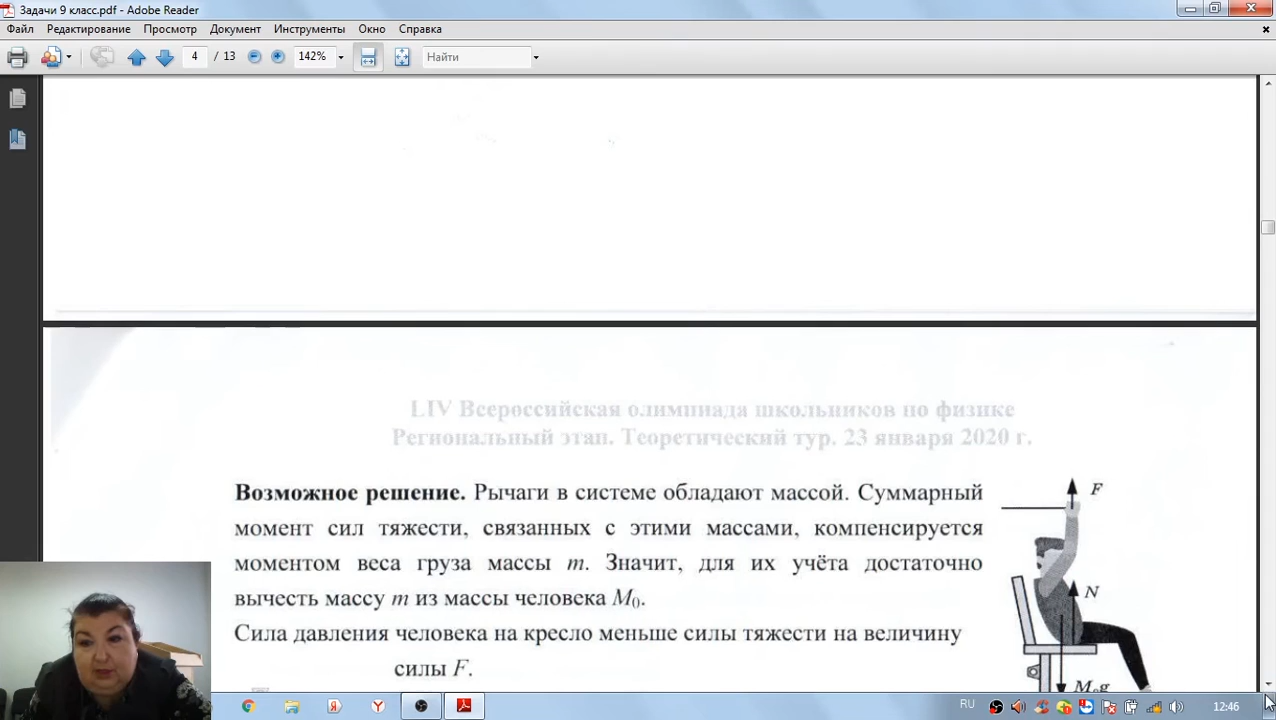 Задачи 9 класс.pdf - Adobe Reader
Файл Редактирование Просмотр Документ Инструменты Окно Справка
4 / 13 142% Найти
LIV Всероссийская олимпиада школьников по физике
Региональный этап. Теоретический тур. 23 января 2020 г.
Возможное решение. Рычаги в системе обладают массой. Суммарный
момент сил тяжести, связанных с этими массами, компенсируется
моментом веса груза массы m. Значит, для их учёта достаточно
вычесть массу m из массы человека M₀.
Сила давления человека на кресло меньше силы тяжести на величину
силы F.
F
N
M₀g
RU 12:46